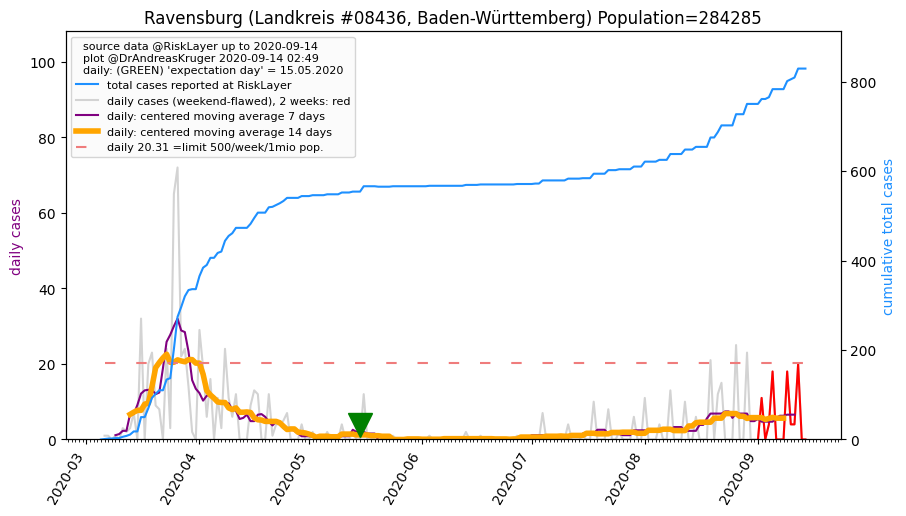 Ravensburg (Landkreis #08436, Baden-Württemberg) Population=284285
source data @RiskLayer up to 2020-09-14
plot @DrAndreasKruger 2020-09-14 02:49
daily: (GREEN) 'expectation day' = 15.05.2020
total cases reported at RiskLayer
daily cases (weekend-flawed), 2 weeks: red
daily: centered moving average 7 days
daily: centered moving average 14 days
daily 20.31 =limit 500/week/1mio pop.
daily cases
100
80
60
40
20
0
cumulative total cases
800
600
400
200
0
2020-03
2020-04
2020-05
2020-06
2020-07
2020-08
2020-09